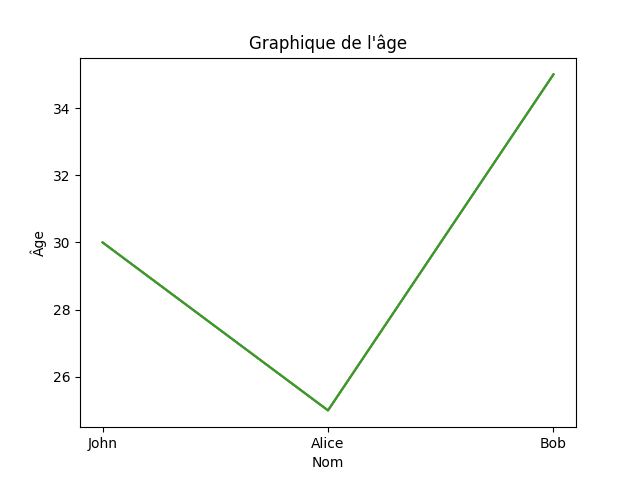 Graphique de l'âge
34
32
30
28
26
Âge
John Alice Bob
Nom